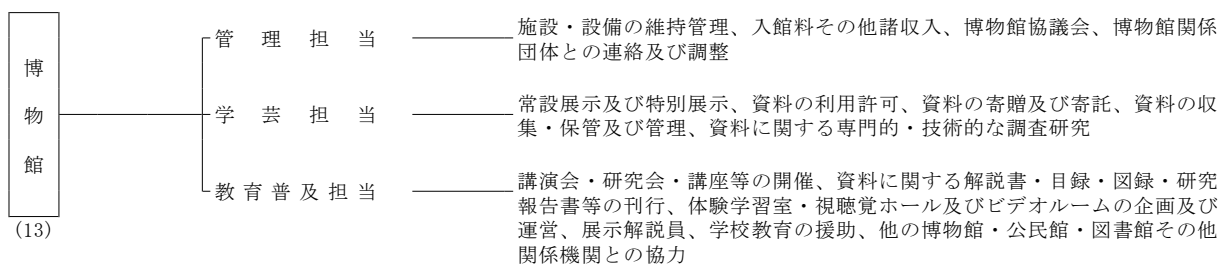 博物館
(13)
管理担当
施設・設備の維持管理、入館料その他諸収入、博物館協議会、博物館関係
団体との連絡及び調整
学芸担当
常設展示及び特別展示、資料の利用許可、資料の寄贈及び寄託、資料の収
集・保管及び管理、資料に関する専門的・技術的な調査研究
教育普及担当
講演会・研究会・講座等の開催、資料に関する解説書・目録・図録・研究
報告書等の刊行、体験学習室・視聴覚ホール及びビデオルームの企画及び
運営、展示解説員、学校教育の援助、他の博物館・公民館・図書館その他
関係機関との協力